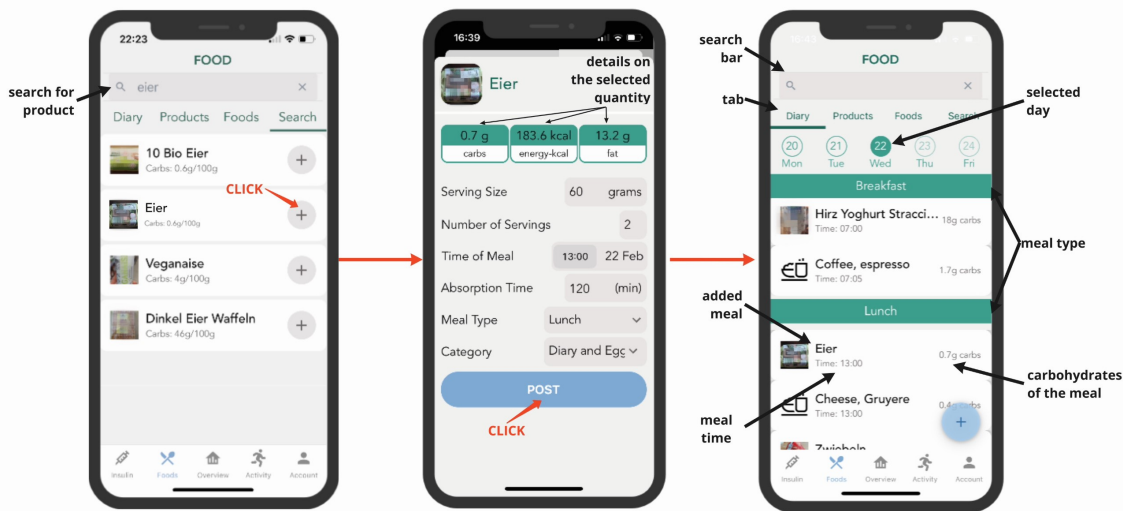 search for
product
22:23
FOOD
eier
Diary Products Foods Search
10 Bio Eier
Carbs: 0.6g/100g
CLICK
Eier
Carbs: 0.6g/100g
Veganaise
Carbs: 4g/100g
Dinkel Eier Waffeln
Carbs: 46g/100g
Insulin Foods Overview Activity Account
16:39
details on
the selected
quantity
Eier
0.7 g 183.6 kcal 13.2 g
carbs energy-kcal fat
Serving Size 60 grams
Number of Servings 2
Time of Meal 13:00 22 Feb
Absorption Time 120 (min)
Meal Type Lunch
Category Diary and Egg
POST
CLICK
search
bar
tab
added
meal
meal
time
FOOD
Diary Products Foods Search
20 21 22 23 24
Mon Tue Wed Thu Fri
Breakfast
Hirz Yoghurt Stracci... 18g carbs
Time: 07:00
Coffee, espresso 1.7g carbs
Time: 07:05
Lunch
Eier 0.7g carbs
Time: 13:00
Cheese, Gruyere 0.4g carbs
Time: 13:00
Zwiebeln
Insulin Foods Overview Activity Account
selected
day
meal type
carbohydrates
of the meal